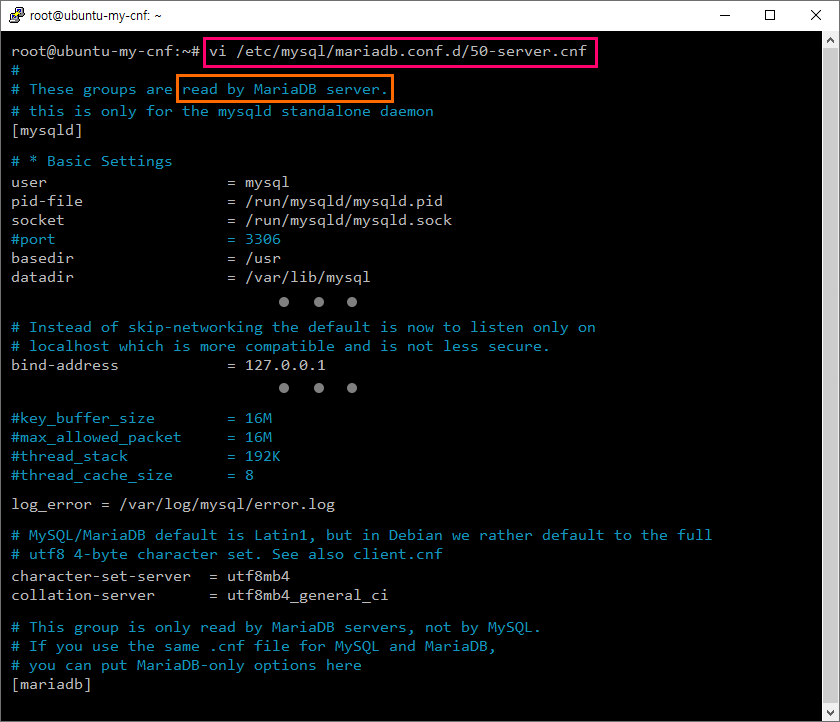 root@ubuntu-my-cnf: ~
root@ubuntu-my-cnf:~# vi /etc/mysql/mariadb.conf.d/50-server.cnf
#
# These groups are read by MariaDB server.
# this is only for the mysqld standalone daemon
[mysqld]
# * Basic Settings
user = mysql
pid-file = /run/mysqld/mysqld.pid
socket = /run/mysqld/mysqld.sock
#port = 3306
basedir = /usr
datadir = /var/lib/mysql
# Instead of skip-networking the default is now to listen only on
# localhost which is more compatible and is not less secure.
bind-address = 127.0.0.1
#key_buffer_size = 16M
#max_allowed_packet = 16M
#thread_stack = 192K
#thread_cache_size = 8
log_error = /var/log/mysql/error.log
# MySQL/MariaDB default is Latin1, but in Debian we rather default to the full
# utf8 4-byte character set. See also client.cnf
character-set-server = utf8mb4
collation-server = utf8mb4_general_ci
# This group is only read by MariaDB servers, not by MySQL.
# If you use the same .cnf file for MySQL and MariaDB,
# you can put MariaDB-only options here
[mariadb]